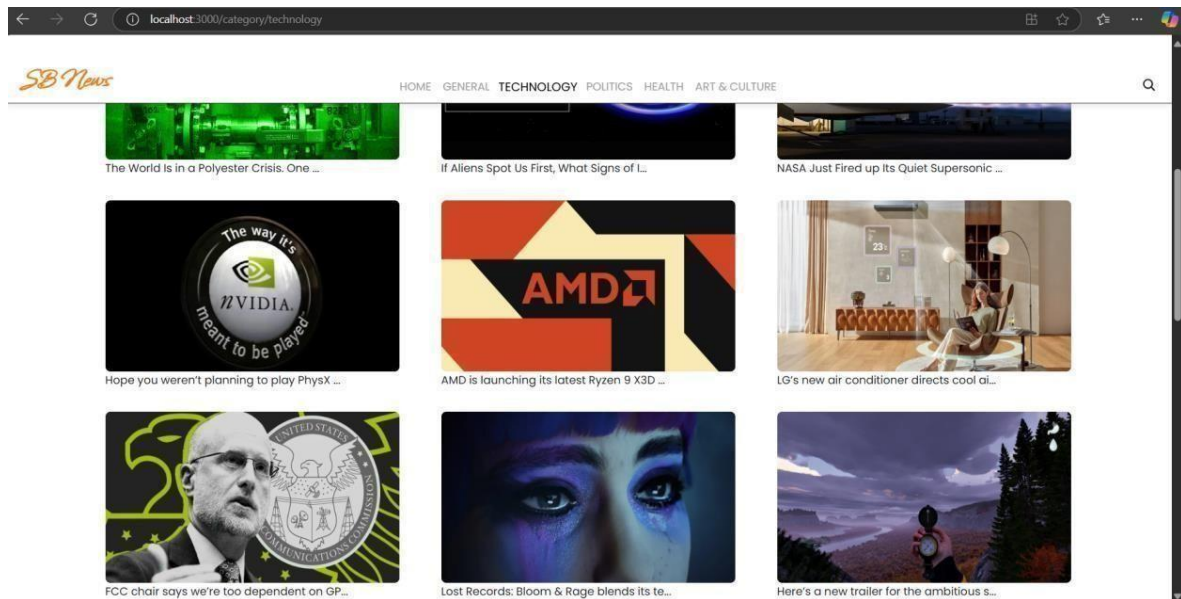 localhost:3000/category/technology
SB News
HOME GENERAL TECHNOLOGY POLITICS HEALTH ART & CULTURE
The World Is in a Polyester Crisis. One ...
If Aliens Spot Us First, What Signs of I...
NASA Just Fired up Its Quiet Supersonic ...
The way it's
nVIDIA.
meant to be played
AMD
Hope you weren’t planning to play PhysX ...
AMD is launching its latest Ryzen 9 X3D ...
LG’s new air conditioner directs cool ai...
23
UNITED STATES
COMMUNICATIONS COMMISSION
FCC chair says we’re too dependent on GP...
Lost Records: Bloom & Rage blends its te...
Here’s a new trailer for the ambitious s...